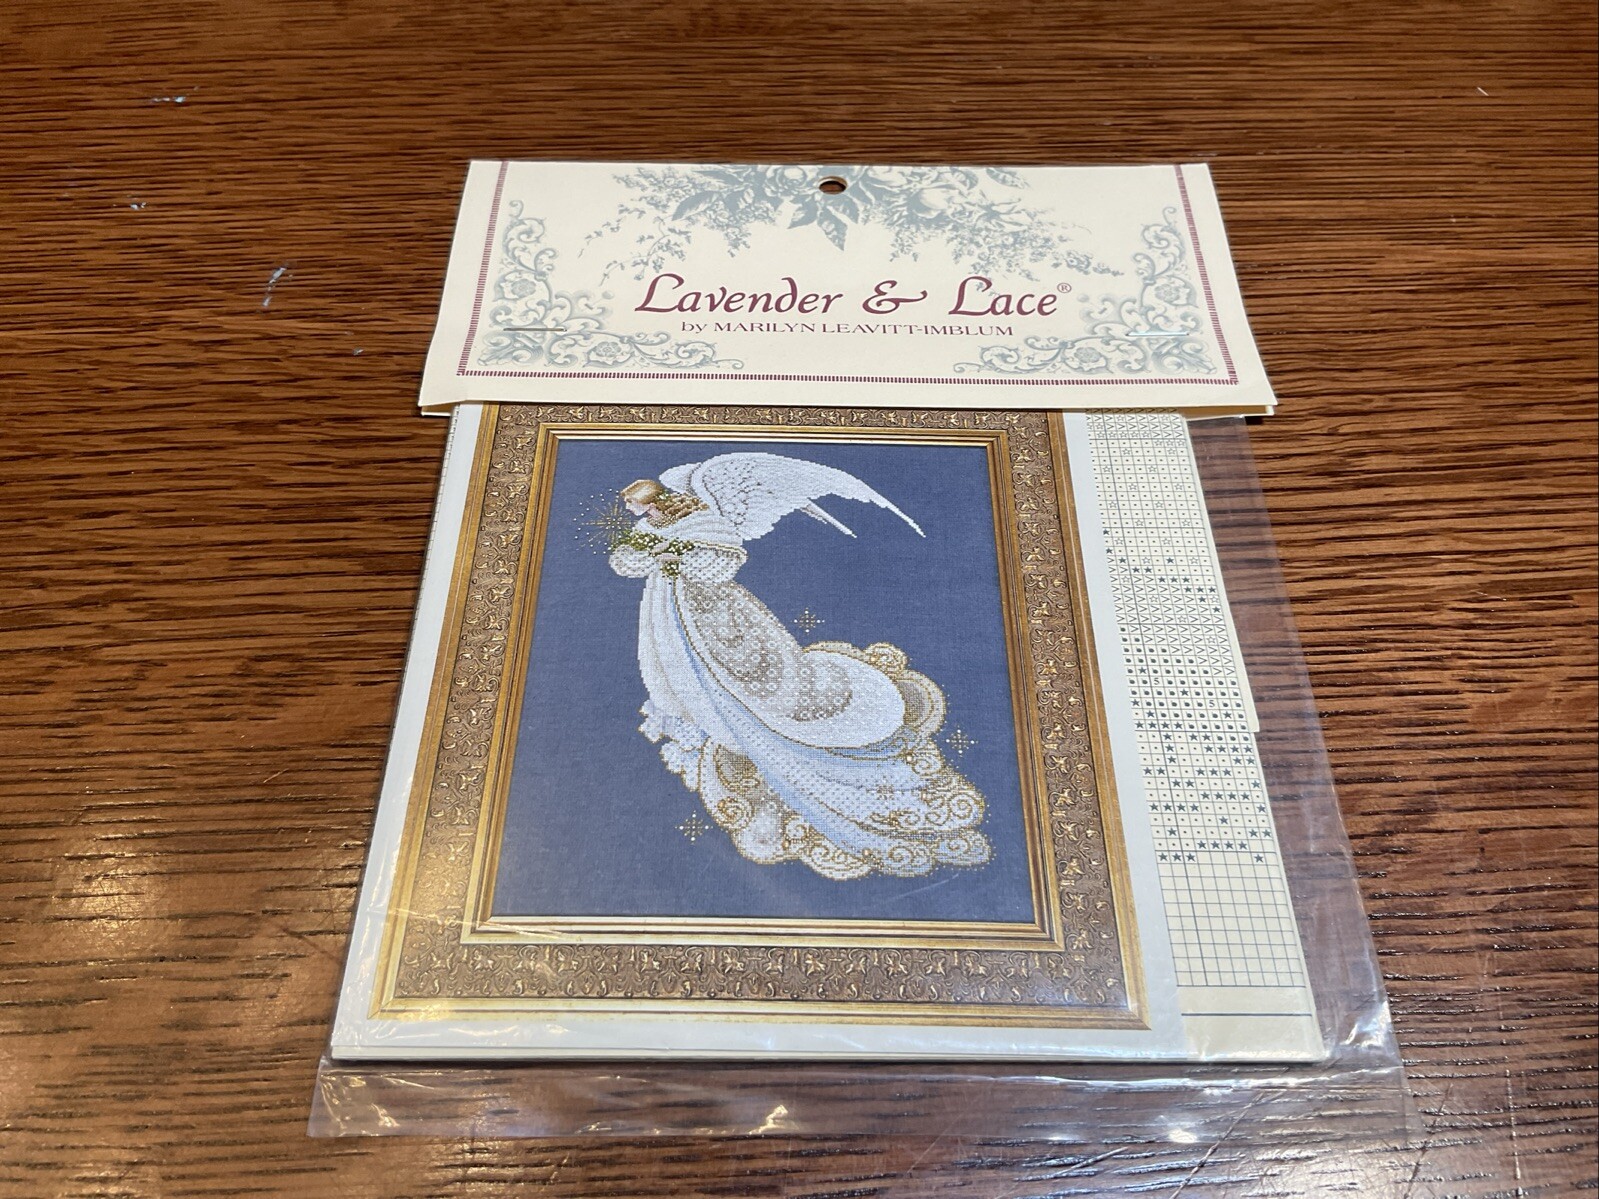 Lavender & Lace®
by MARILYN LEAVITT-IMBLUM